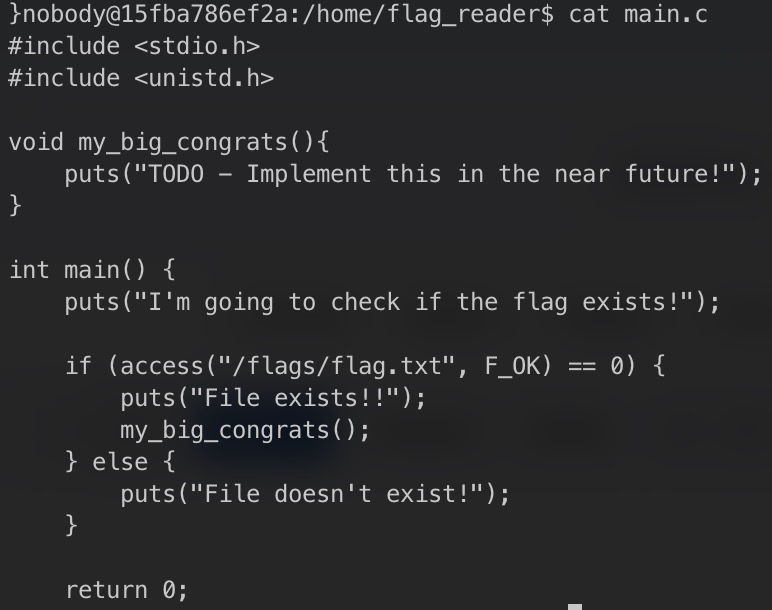 }nobody@15fba786ef2a:/home/flag_reader$ cat main.c
#include <stdio.h>
#include <unistd.h>

void my_big_congrats(){
    puts("TODO – Implement this in the near future!");
}

int main() {
    puts("I'm going to check if the flag exists!");

    if (access("/flags/flag.txt", F_OK) == 0) {
        puts("File exists!!");
        my_big_congrats();
    } else {
        puts("File doesn't exist!");
    }

    return 0;